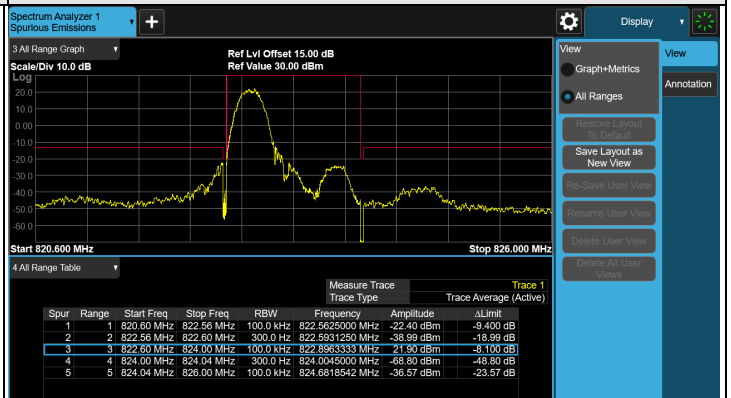 Spectrum Analyzer 1
Spurious Emissions
Display
3 All Range Graph
Ref Lvl Offset 15.00 dB
Scale/Div 10.0 dB
Ref Value 30.00 dBm
Log
20.0
10.0
0.00
-10.0
-20.0
-30.0
-40.0
-50.0
-60.0
Start 820.600 MHz
Stop 826.000 MHz
View
Graph+Metrics
All Ranges
Restore Layout
To Default
Save Layout as
New View
Re-Save User View
Rename User View
Delete User View
Delete All User
Views
View
Annotation
4 All Range Table
Measure Trace Trace 1
Trace Type Trace Average (Active)
Spur Range Start Freq Stop Freq RBW Frequency Amplitude ΔLimit
1 1 820.60 MHz 822.56 MHz 100.0 kHz 822.5625000 MHz -22.40 dBm -9.400 dB
2 2 822.56 MHz 822.60 MHz 300.0 Hz 822.5931250 MHz -38.99 dBm -18.99 dB
3 3 822.60 MHz 824.00 MHz 100.0 kHz 822.8963333 MHz 21.90 dBm -8.100 dB
4 4 824.00 MHz 824.04 MHz 300.0 Hz 824.0045000 MHz -68.80 dBm -48.80 dB
5 5 824.04 MHz 826.00 MHz 100.0 kHz 824.6818542 MHz -36.57 dBm -23.57 dB